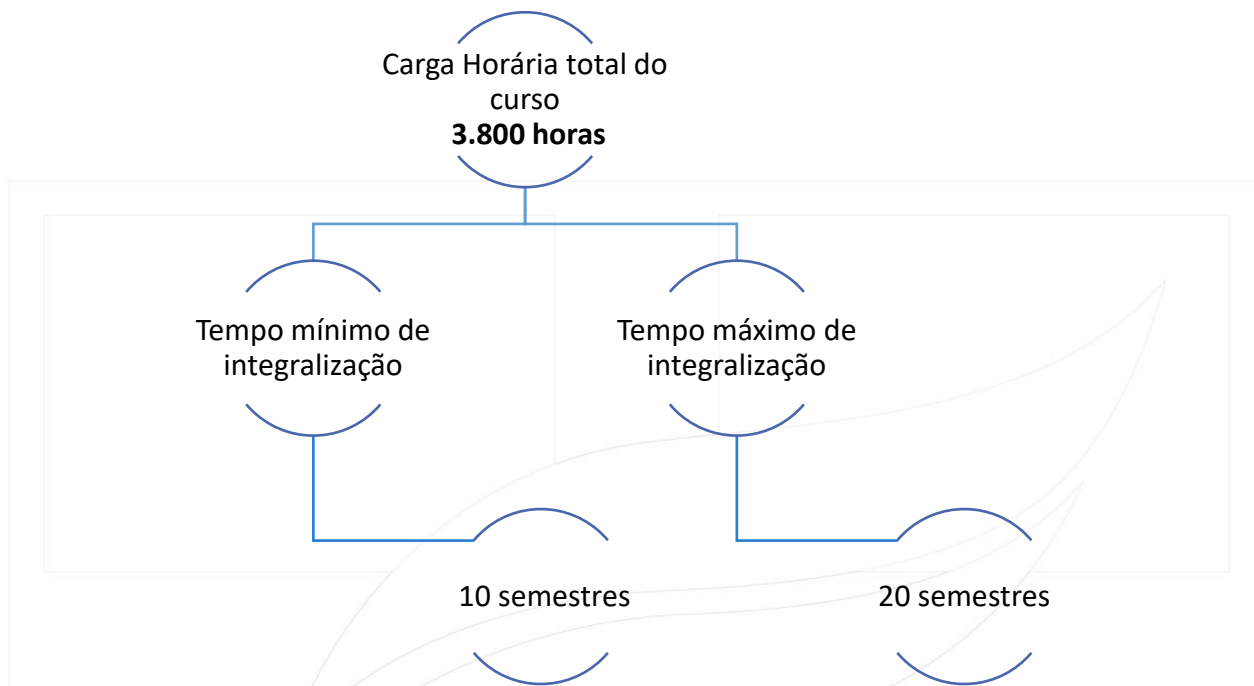 Carga Horária total do
curso
3.800 horas
Tempo mínimo de
integralização
Tempo máximo de
integralização
10 semestres
20 semestres